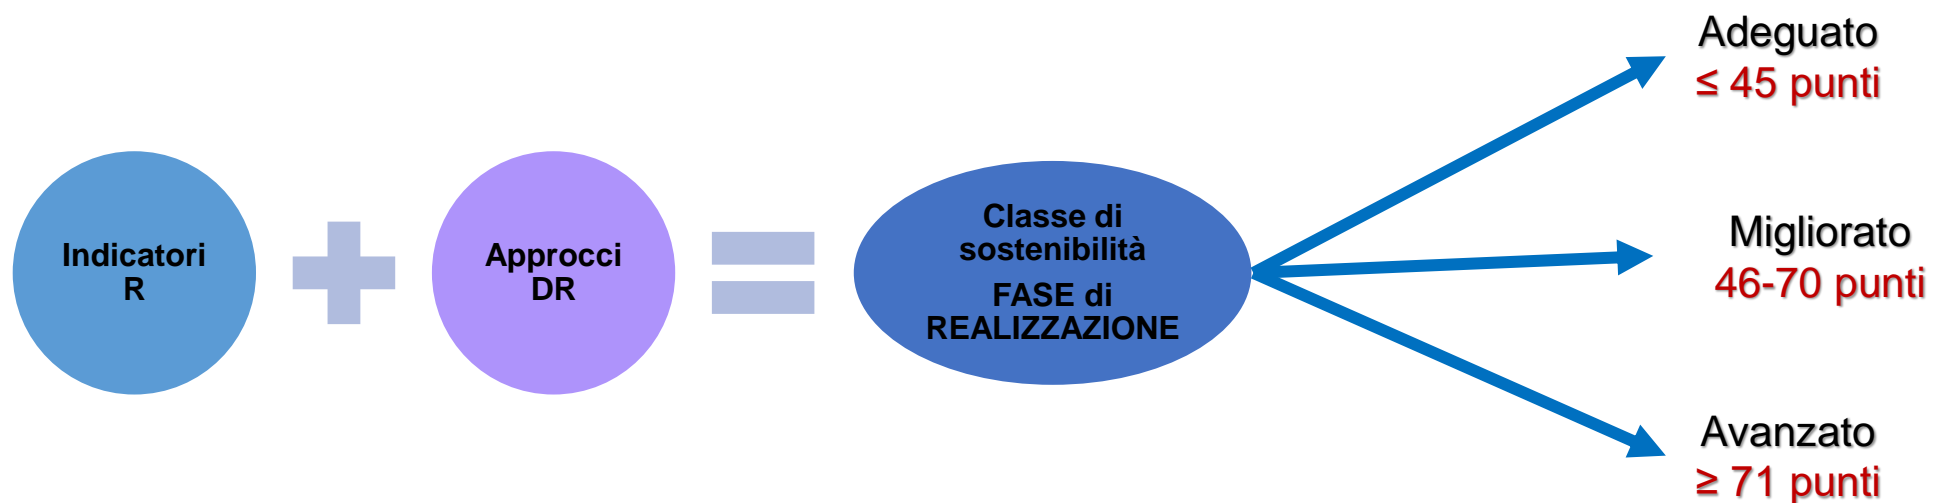 Indicatori
R
Approcci
DR
Classe di
sostenibilità
FASE di
REALIZZAZIONE
Adeguato
≤ 45 punti
Migliorato
46-70 punti
Avanzato
≥ 71 punti